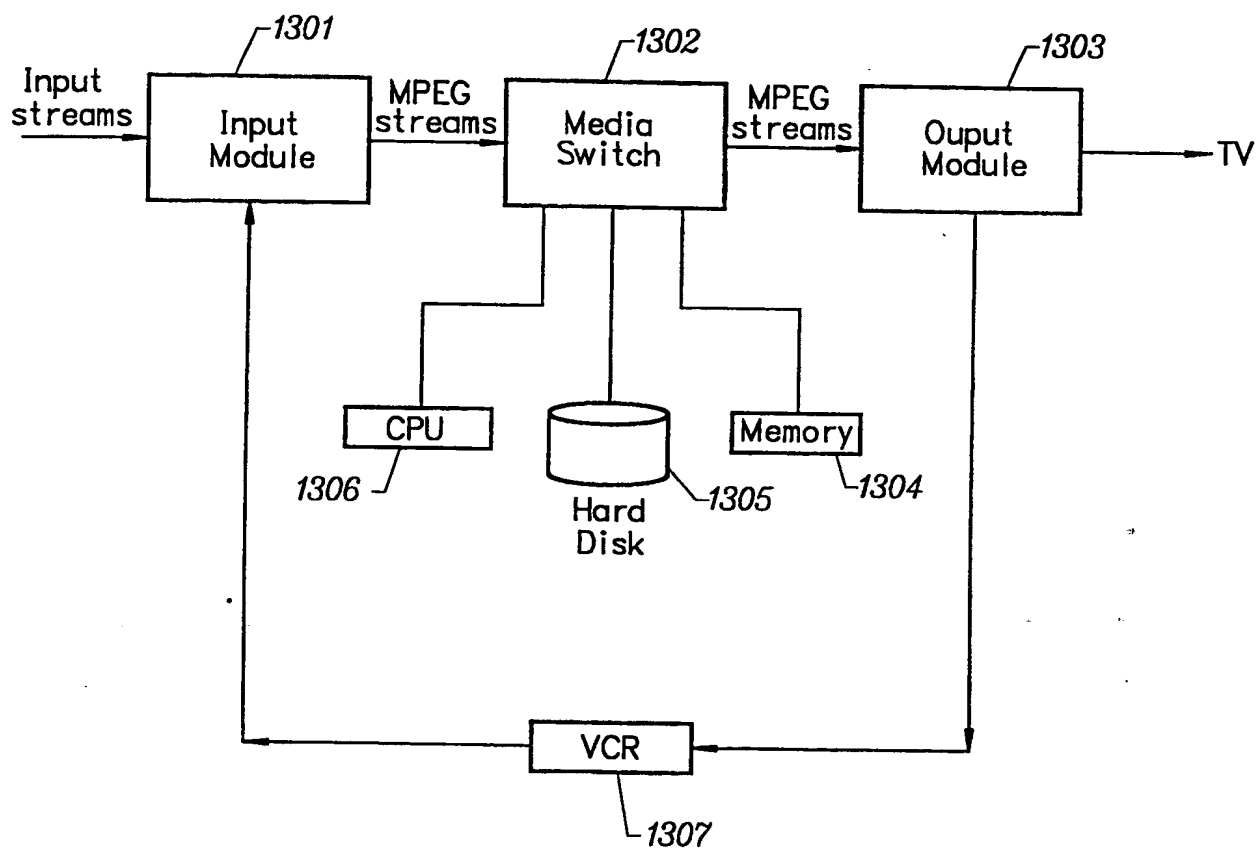 1301
1302
1303
Input
streams
Input
Module
MPEG
streams
Media
Switch
MPEG
streams
Ouput
Module
TV
CPU
1306
Hard
Disk
1305
Memory
1304
VCR
1307